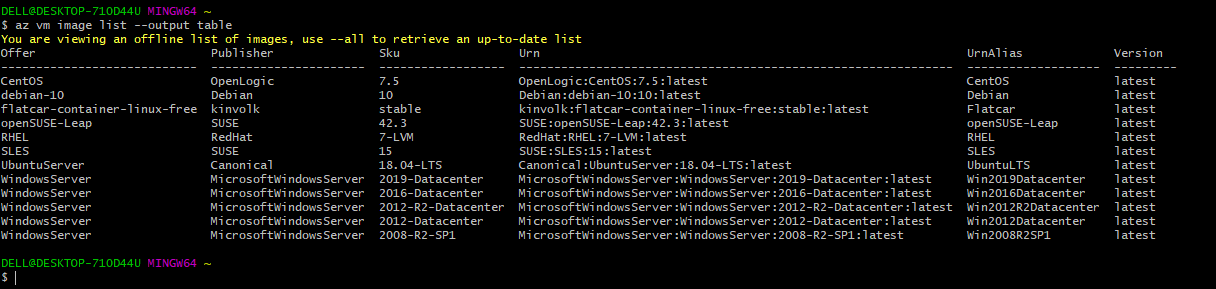 DELL@DESKTOP-71OD44U MINGW64 ~
$ az vm image list --output table
You are viewing an offline list of images, use --all to retrieve an up-to-date list
Offer                         Publisher               Sku                 Urn                                                             UrnAlias             Version
----------------------------  ----------------------  ------------------  --------------------------------------------------------------  -------------------  ---------
CentOS                        OpenLogic               7.5                 OpenLogic:CentOS:7.5:latest                                     CentOS               latest
debian-10                     Debian                  10                  Debian:debian-10:10:latest                                      Debian               latest
flatcar-container-linux-free  kinvolk                 stable              kinvolk:flatcar-container-linux-free:stable:latest              Flatcar              latest
openSUSE-Leap                 SUSE                    42.3                SUSE:openSUSE-Leap:42.3:latest                                  openSUSE-Leap        latest
RHEL                          RedHat                  7-LVM               RedHat:RHEL:7-LVM:latest                                        RHEL                 latest
SLES                          SUSE                    15                  SUSE:SLES:15:latest                                             SLES                 latest
UbuntuServer                  Canonical               18.04-LTS           Canonical:UbuntuServer:18.04-LTS:latest                         UbuntuLTS            latest
WindowsServer                 MicrosoftWindowsServer  2019-Datacenter     MicrosoftWindowsServer:WindowsServer:2019-Datacenter:latest     Win2019Datacenter    latest
WindowsServer                 MicrosoftWindowsServer  2016-Datacenter     MicrosoftWindowsServer:WindowsServer:2016-Datacenter:latest     Win2016Datacenter    latest
WindowsServer                 MicrosoftWindowsServer  2012-R2-Datacenter  MicrosoftWindowsServer:WindowsServer:2012-R2-Datacenter:latest  Win2012R2Datacenter  latest
WindowsServer                 MicrosoftWindowsServer  2012-Datacenter     MicrosoftWindowsServer:WindowsServer:2012-Datacenter:latest     Win2012Datacenter    latest
WindowsServer                 MicrosoftWindowsServer  2008-R2-SP1         MicrosoftWindowsServer:WindowsServer:2008-R2-SP1:latest         Win2008R2SP1         latest
DELL@DESKTOP-71OD44U MINGW64 ~
$